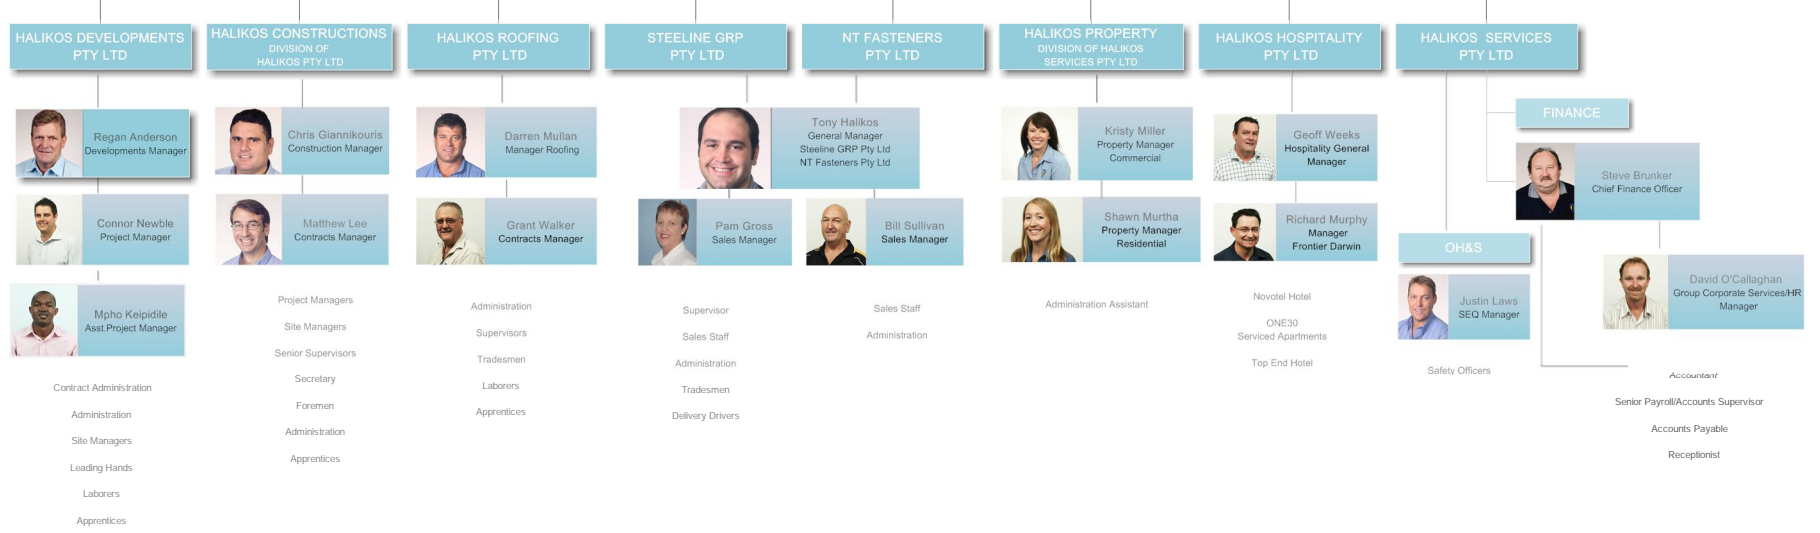 HALIKOS DEVELOPMENTS
PTY LTD
Regan Anderson
Developments Manager
Connor Newble
Project Manager
Mpho Keipidile
Asst.Project Manager
Contract Administration
Administration
Site Managers
Leading Hands
Laborers
Apprentices
HALIKOS CONSTRUCTIONS
DIVISION OF
HALIKOS PTY LTD
Chris Giannikouris
Construction Manager
Matthew Lee
Contracts Manager
Project Managers
Site Managers
Senior Supervisors
Secretary
Foremen
Administration
Apprentices
HALIKOS ROOFING
PTY LTD
Darren Mullan
Manager Roofing
Grant Walker
Contracts Manager
Administration
Supervisors
Tradesmen
Laborers
Apprentices
STEELINE GRP
PTY LTD
NT FASTENERS
PTY LTD
Tony Halikos
General Manager
Steeline GRP Pty Ltd
NT Fasteners Pty Ltd
Pam Gross
Sales Manager
Supervisor
Sales Staff
Administration
Tradesmen
Delivery Drivers
Bill Sullivan
Sales Manager
Sales Staff
Administration
HALIKOS PROPERTY
DIVISION OF HALIKOS
SERVICES PTY LTD
Kristy Miller
Property Manager
Commercial
Shawn Murtha
Property Manager
Residential
Administration Assistant
HALIKOS HOSPITALITY
PTY LTD
Geoff Weeks
Hospitality General
Manager
Richard Murphy
Manager
Frontier Darwin
Novotel Hotel
ONE30
Serviced Apartments
Top End Hotel
HALIKOS SERVICES
PTY LTD
OH&S
Justin Laws
SEQ Manager
Safety Officers
FINANCE
Steve Brunker
Chief Finance Officer
David O'Callaghan
Group Corporate Services/HR
Manager
Accountant
Senior Payroll/Accounts Supervisor
Accounts Payable
Receptionist